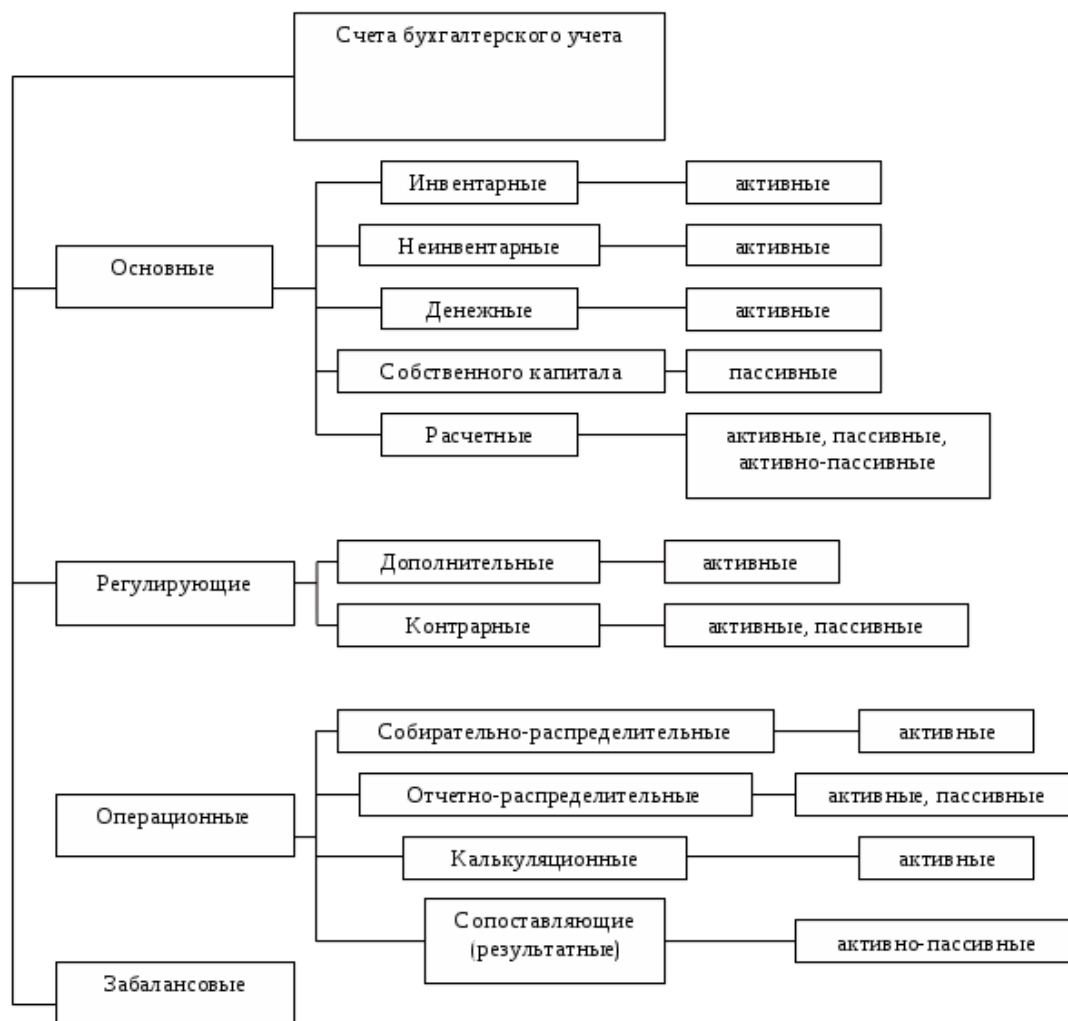 Счета бухгалтерского учета
Инвентарные
активные
Неинвентарные
активные
Основные
Денежные
активные
Собственного капитала
пассивные
Расчетные
активные, пассивные,
активно-пассивные
Регулирующие
Дополнительные
активные
Контрарные
активные, пассивные
Собирательно-распределительные
активные
Отчетно-распределительные
активные, пассивные
Операционные
Калькуляционные
активные
Сопоставляющие
(результатные)
активно-пассивные
Забалансовые